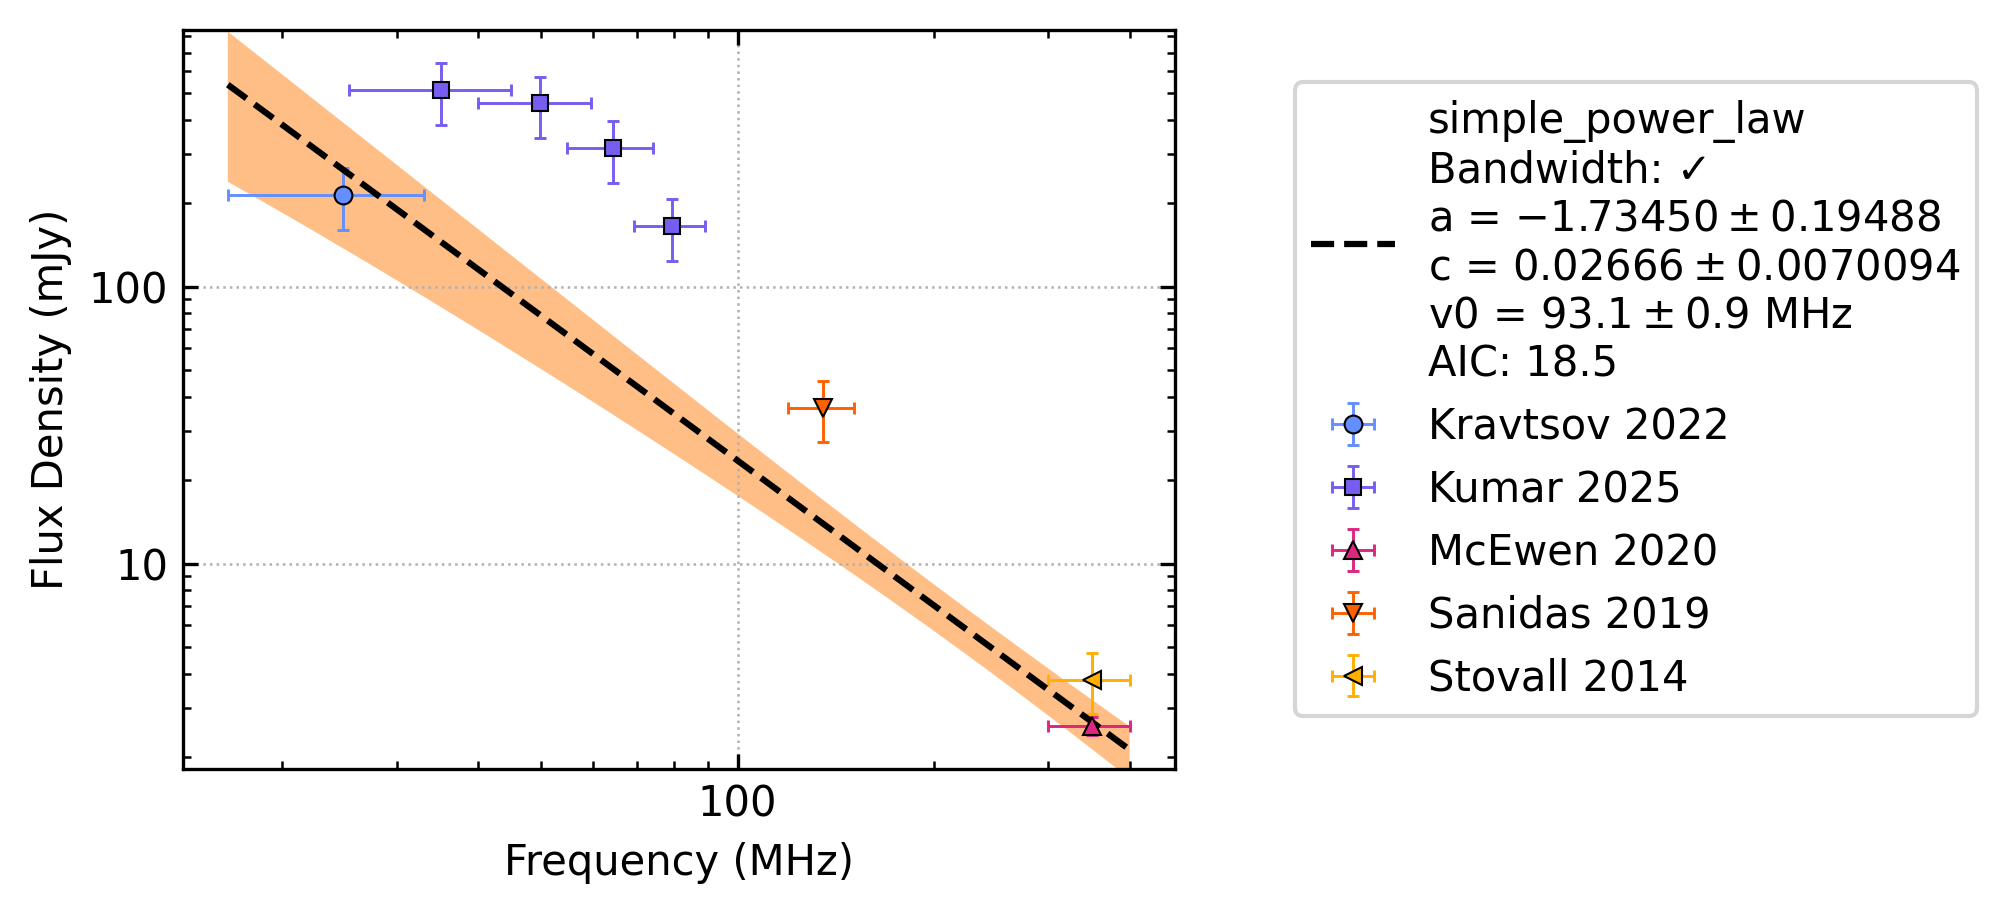 Flux Density (mJy)
100
10
100
Frequency (MHz)
simple_power_law
Bandwidth: ✓
a = −1.73450 ± 0.19488
c = 0.02666 ± 0.0070094
v0 = 93.1 ± 0.9 MHz
AIC: 18.5
Kravtsov 2022
Kumar 2025
McEwen 2020
Sanidas 2019
Stovall 2014